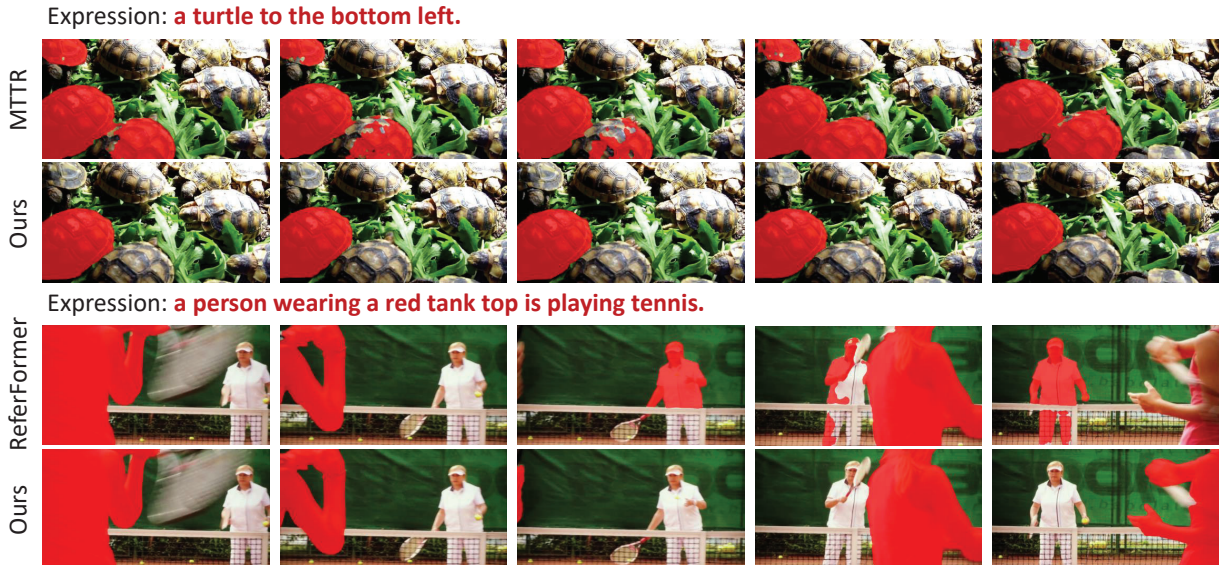 Expression: a turtle to the bottom left.
MTTR
Ours
Expression: a person wearing a red tank top is playing tennis.
ReferFormer
Ours